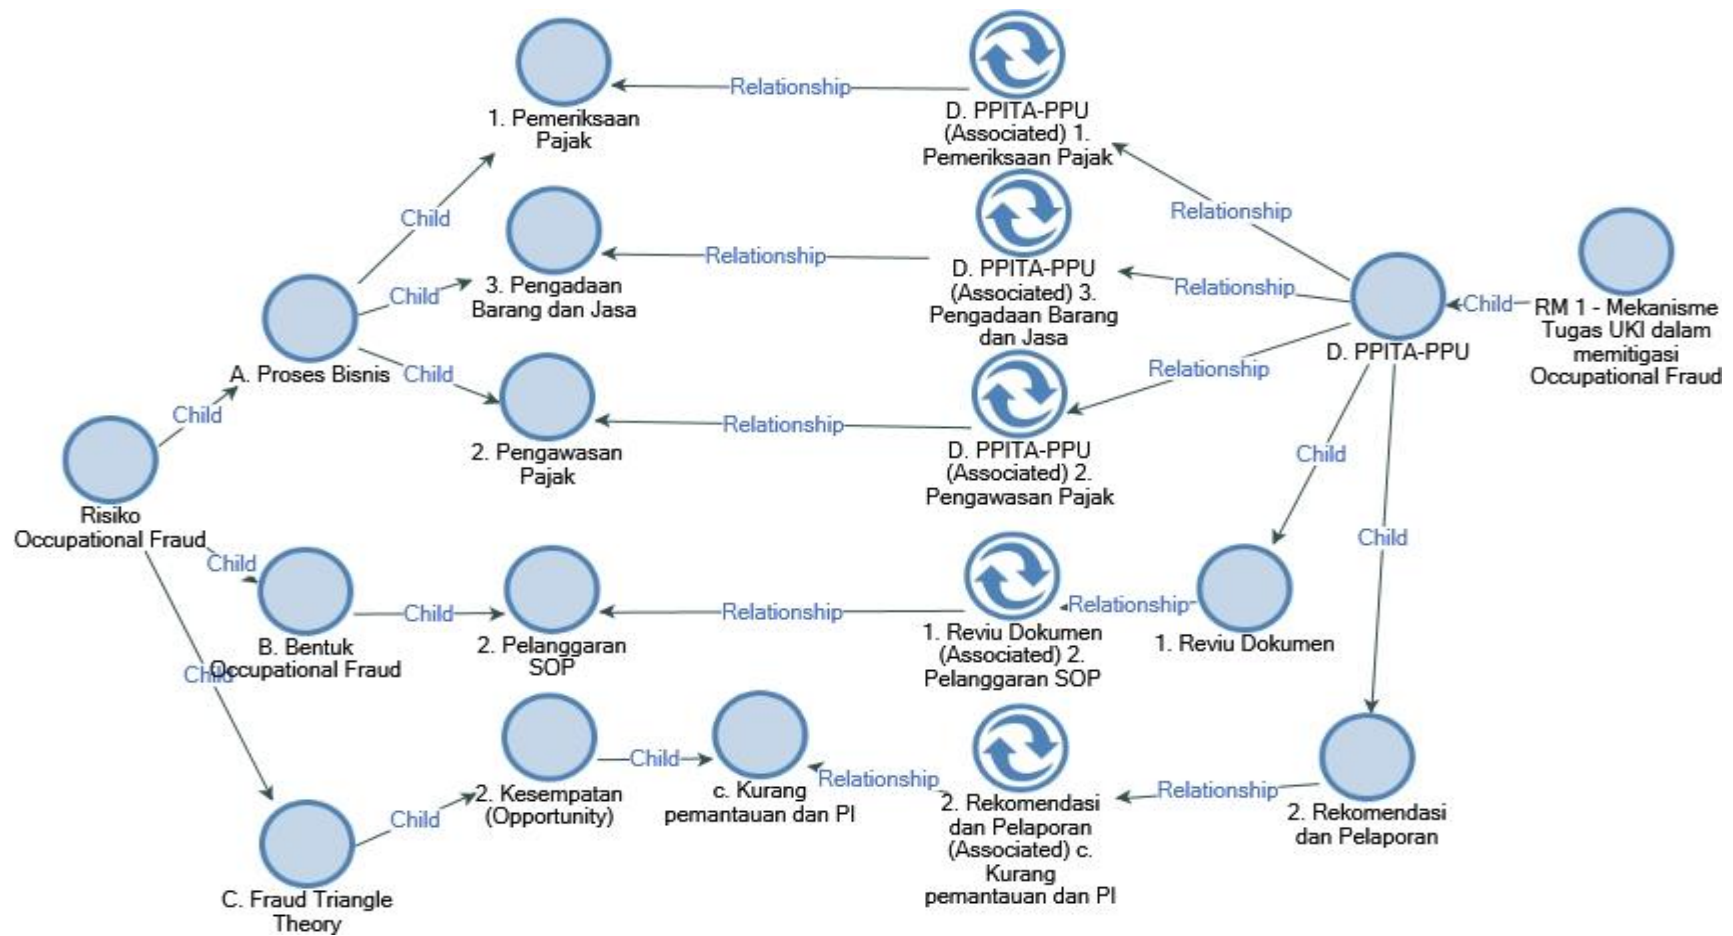 Relationship
1. Pemeriksaan
Pajak
D. PPITA-PPU
(Associated) 1.
Pemeriksaan Pajak
Child
Relationship
Relationship
3. Pengadaan
Barang dan Jasa
Child
D. PPITA-PPU
(Associated) 3.
Pengadaan Barang
dan Jasa
Relationship
Child
RM 1 - Mekanisme
Tugas UKI dalam
memitigasi
Occupational Fraud
D. PPITA-PPU
A. Proses Bisnis
Child
Relationship
Child
Relationship
2. Pengawasan
Pajak
D. PPITA-PPU
(Associated) 2.
Pengawasan Pajak
Child
Risiko
Occupational Fraud
Child
Child
B. Bentuk
Occupational Fraud
Child
2. Pelanggaran
SOP
Relationship
1. Reviu Dokumen
(Associated) 2.
Pelanggaran SOP
Relationship
1. Reviu Dokumen
Child
2. Kesempatan
(Opportunity)
Child
c. Kurang
pemantauan dan PI
Relationship
2. Rekomendasi
dan Pelaporan
(Associated) c.
Kurang
pemantauan dan PI
Relationship
2. Rekomendasi
dan Pelaporan
Child
C. Fraud Triangle
Theory